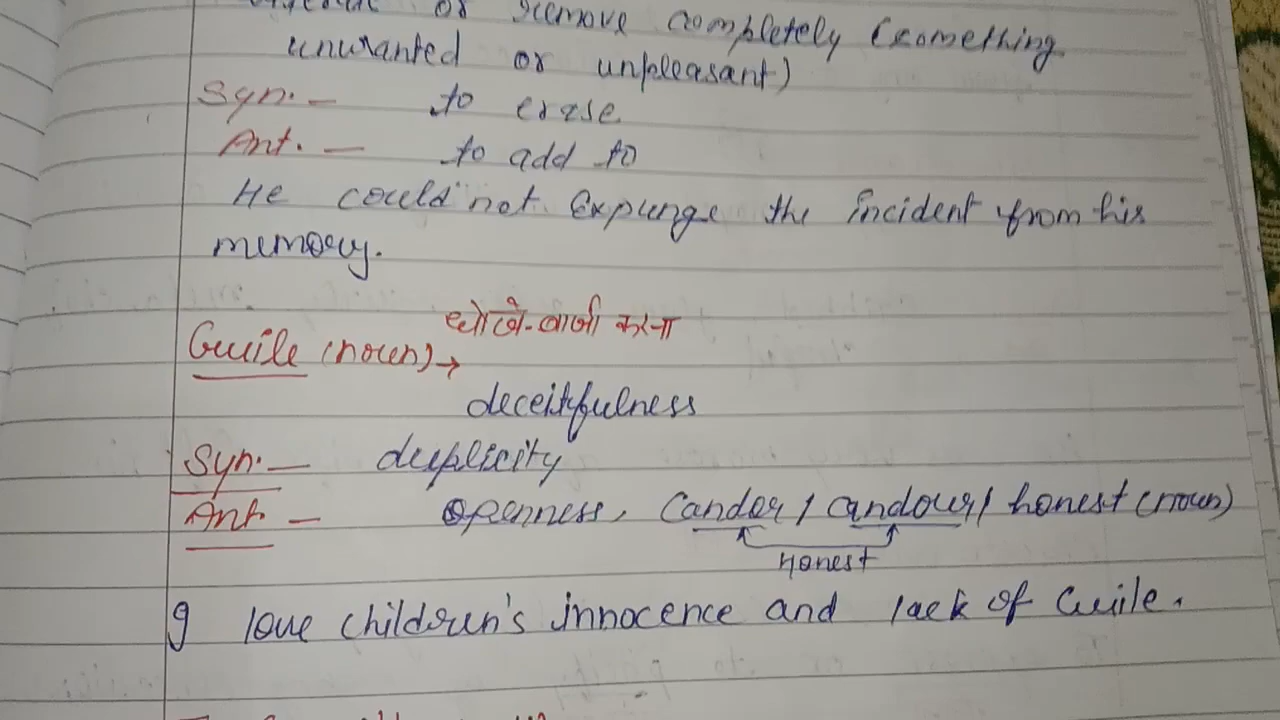 or remove completely (something
unwanted or unpleasant)
Syn. - to erase
Ant. - to add to
He could not expunge the incident from his
memory.
धोखे-बाजी करना
Guile (noun) →
deceitfulness
Syn. - duplicity
Ant. - openness, Candor / candour / honest (noun)
Honest
I love children's innocence and lack of Guile.